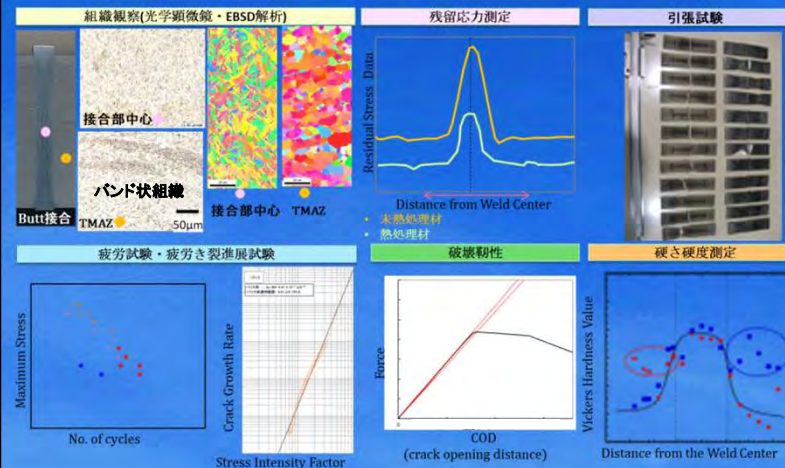 組織観察(光学顕微鏡・EBSD解析)
残留応力測定
引張試験
接合部中心
バンド状組織
Butt接合
TMAZ
50μm
接合部中心
TMAZ
Residual Stress Data
Distance from Weld Center
• 未熱処理材
• 熱処理材
疲労試験・疲労き裂進展試験
破壊靭性
硬さ硬度測定
Maximum Stress
No. of cycles
Crack Growth Rate
Stress Intensity Factor
Force
0
COD
(crack opening distance)
Vickers Hardness Value
Distance from the Weld Center